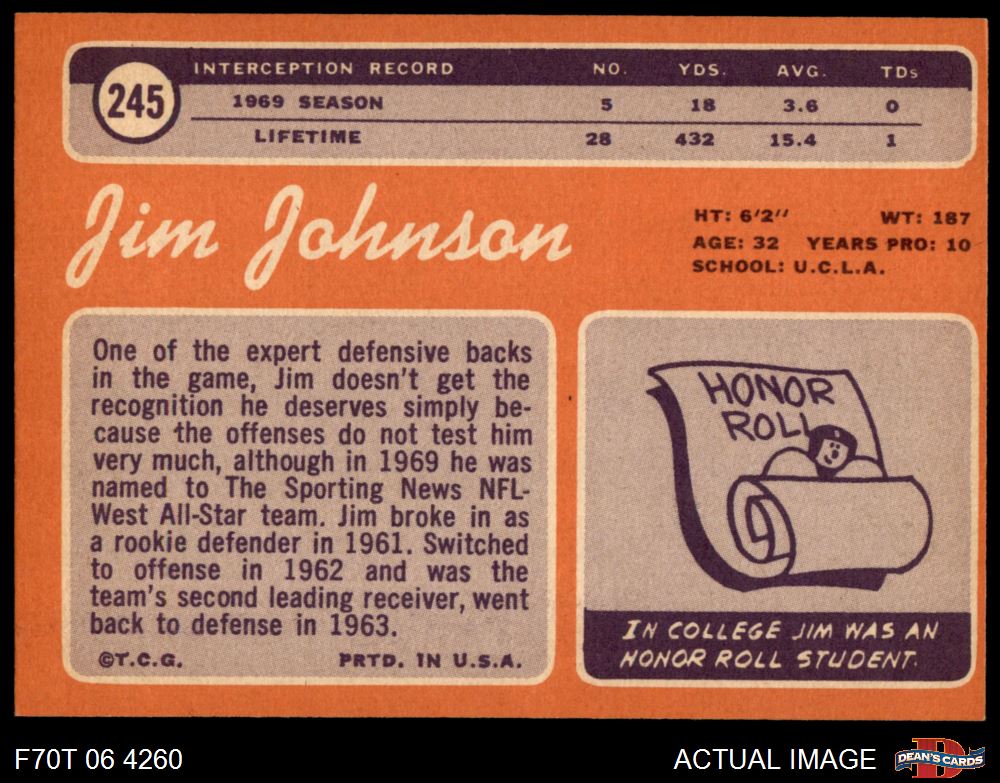 245
INTERCEPTION RECORD NO. YDS. AVG. TDs
1969 SEASON 5 18 3.6 0
LIFETIME 28 432 15.4 1
Jim Johnson
HT: 6'2" WT: 187
AGE: 32 YEARS PRO: 10
SCHOOL: U.C.L.A.
One of the expert defensive backs
in the game, Jim doesn't get the
recognition he deserves simply be-
cause the offenses do not test him
very much, although in 1969 he was
named to The Sporting News NFL-
West All-Star team. Jim broke in as
a rookie defender in 1961. Switched
to offense in 1962 and was the
team's second leading receiver, went
back to defense in 1963.
©T.C.G. PRTD. IN U.S.A.
HONOR
ROLL
IN COLLEGE JIM WAS AN
HONOR ROLL STUDENT.
F70T 06 4260 ACTUAL IMAGE
D
DEAN'S CARDS